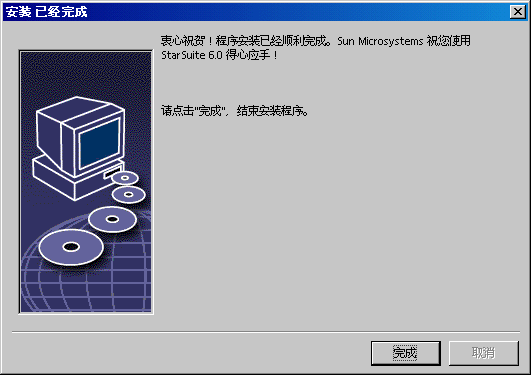 安装 已经完成
衷心祝贺！程序安装已经顺利完成。Sun Microsystems 祝您使用
StarSuite 6.0 得心应手！
请点击"完成"，结束安装程序。
完成
取消